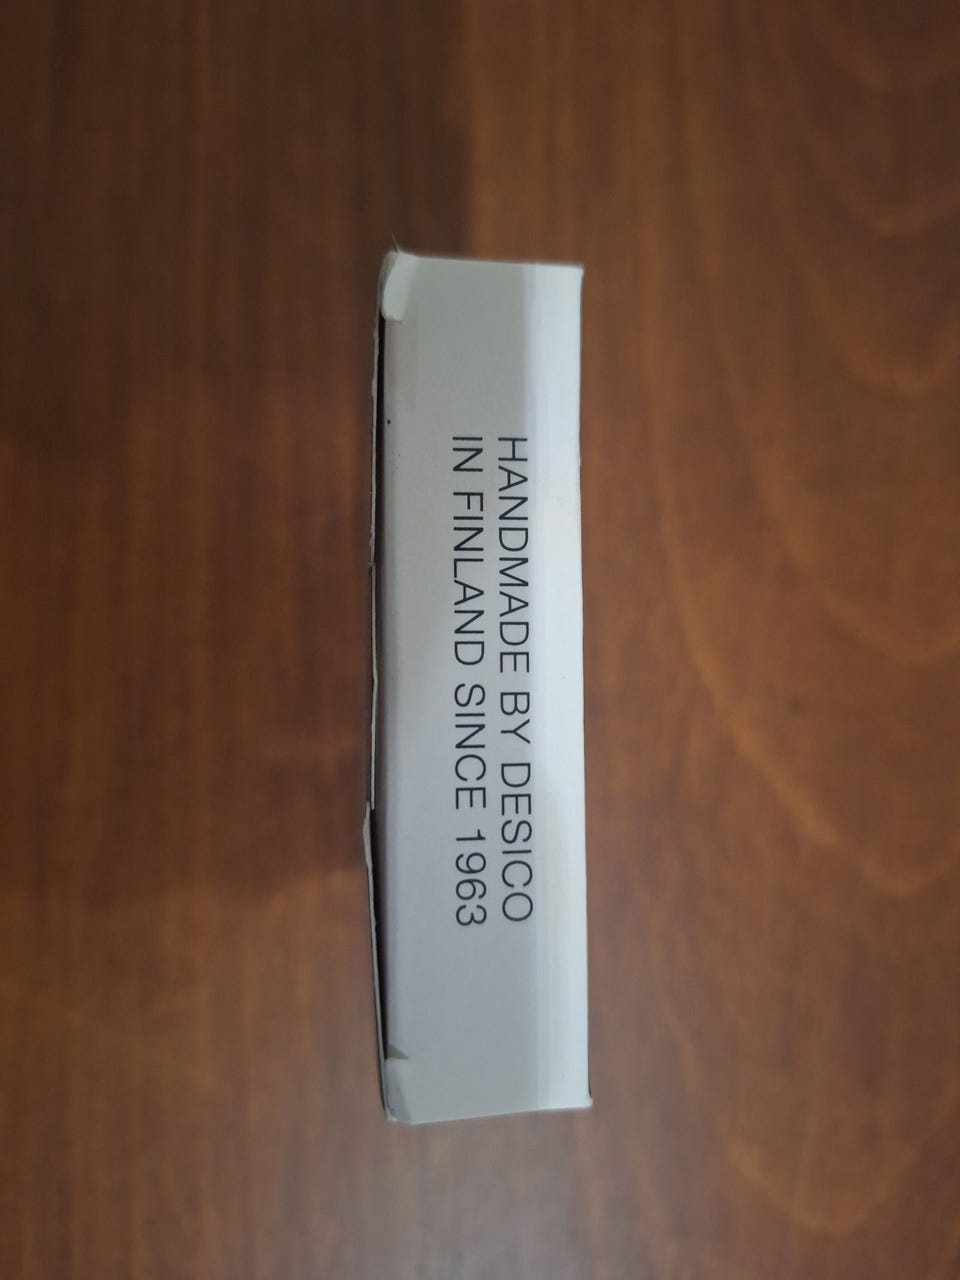 HANDMADE BY DESICO
IN FINLAND SINCE 1963